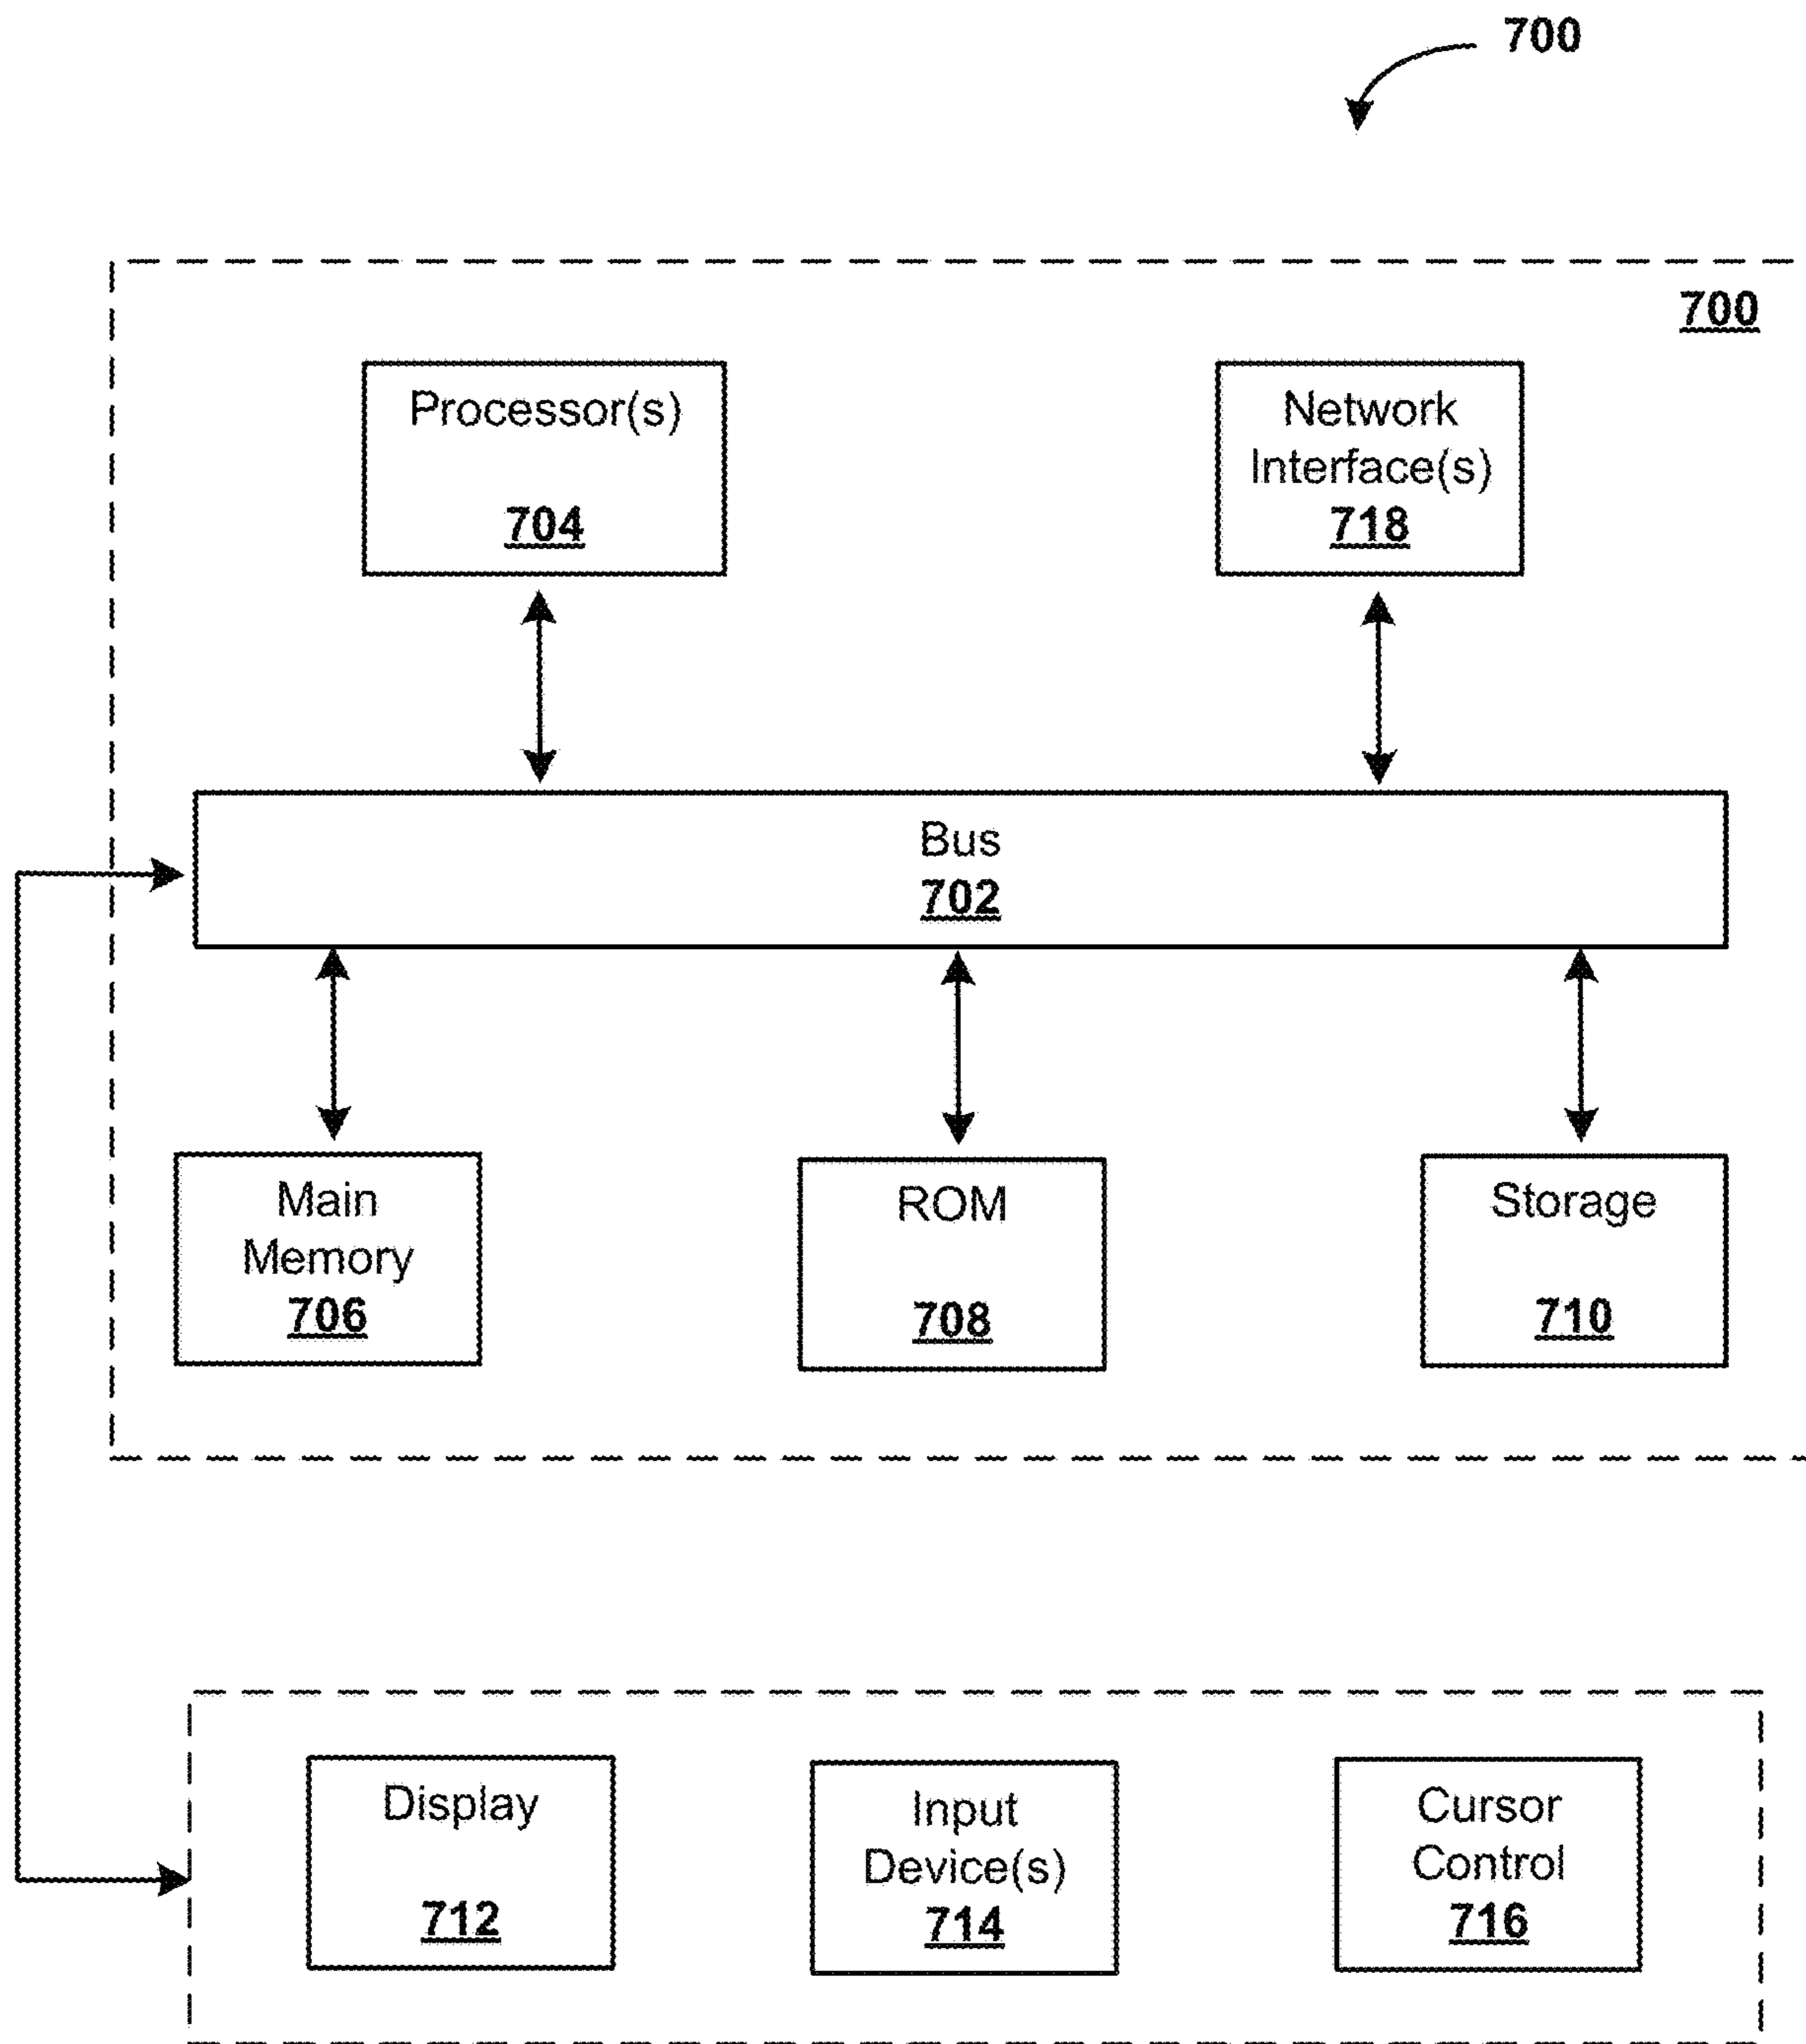 700
700
Processor(s)
704
Network
Interface(s)
718
Bus
702
Main
Memory
706
ROM
708
Storage
710
Display
712
Input
Device(s)
714
Cursor
Control
716